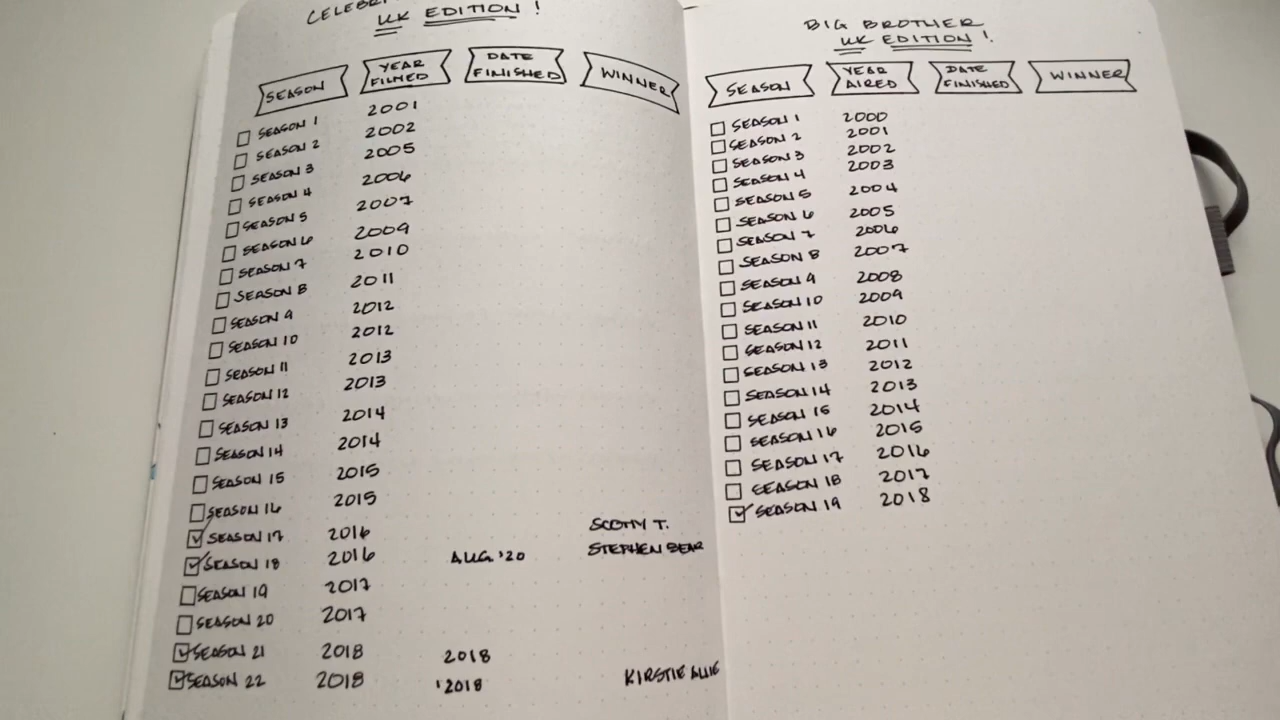 UK EDITION!
SEASON YEAR FILMED DATE FINISHED WINNER
SEASON 1 2001
SEASON 2 2002
SEASON 3 2005
SEASON 4 2006
SEASON 5 2007
SEASON 6 2009
SEASON 7 2010
SEASON 8 2011
SEASON 9 2012
SEASON 10 2012
SEASON 11 2013
SEASON 12 2013
SEASON 13 2014
SEASON 14 2014
SEASON 15 2015
SEASON 16 2015
SEASON 17 2016 SCOTTY T.
SEASON 18 2016 AUG '20 STEPHEN BEAR
SEASON 19 2017
SEASON 20 2017
SEASON 21 2018 2018
SEASON 22 2018 '2018 KIRSTIE ALLIE
BIG BROTHER
UK EDITION!
SEASON YEAR AIRED DATE FINISHED WINNER
SEASON 1 2000
SEASON 2 2001
SEASON 3 2002
SEASON 4 2003
SEASON 5 2004
SEASON 6 2005
SEASON 7 2006
SEASON 8 2007
SEASON 9 2008
SEASON 10 2009
SEASON 11 2010
SEASON 12 2011
SEASON 13 2012
SEASON 14 2013
SEASON 15 2014
SEASON 16 2015
SEASON 17 2016
SEASON 18 2017
SEASON 19 2018